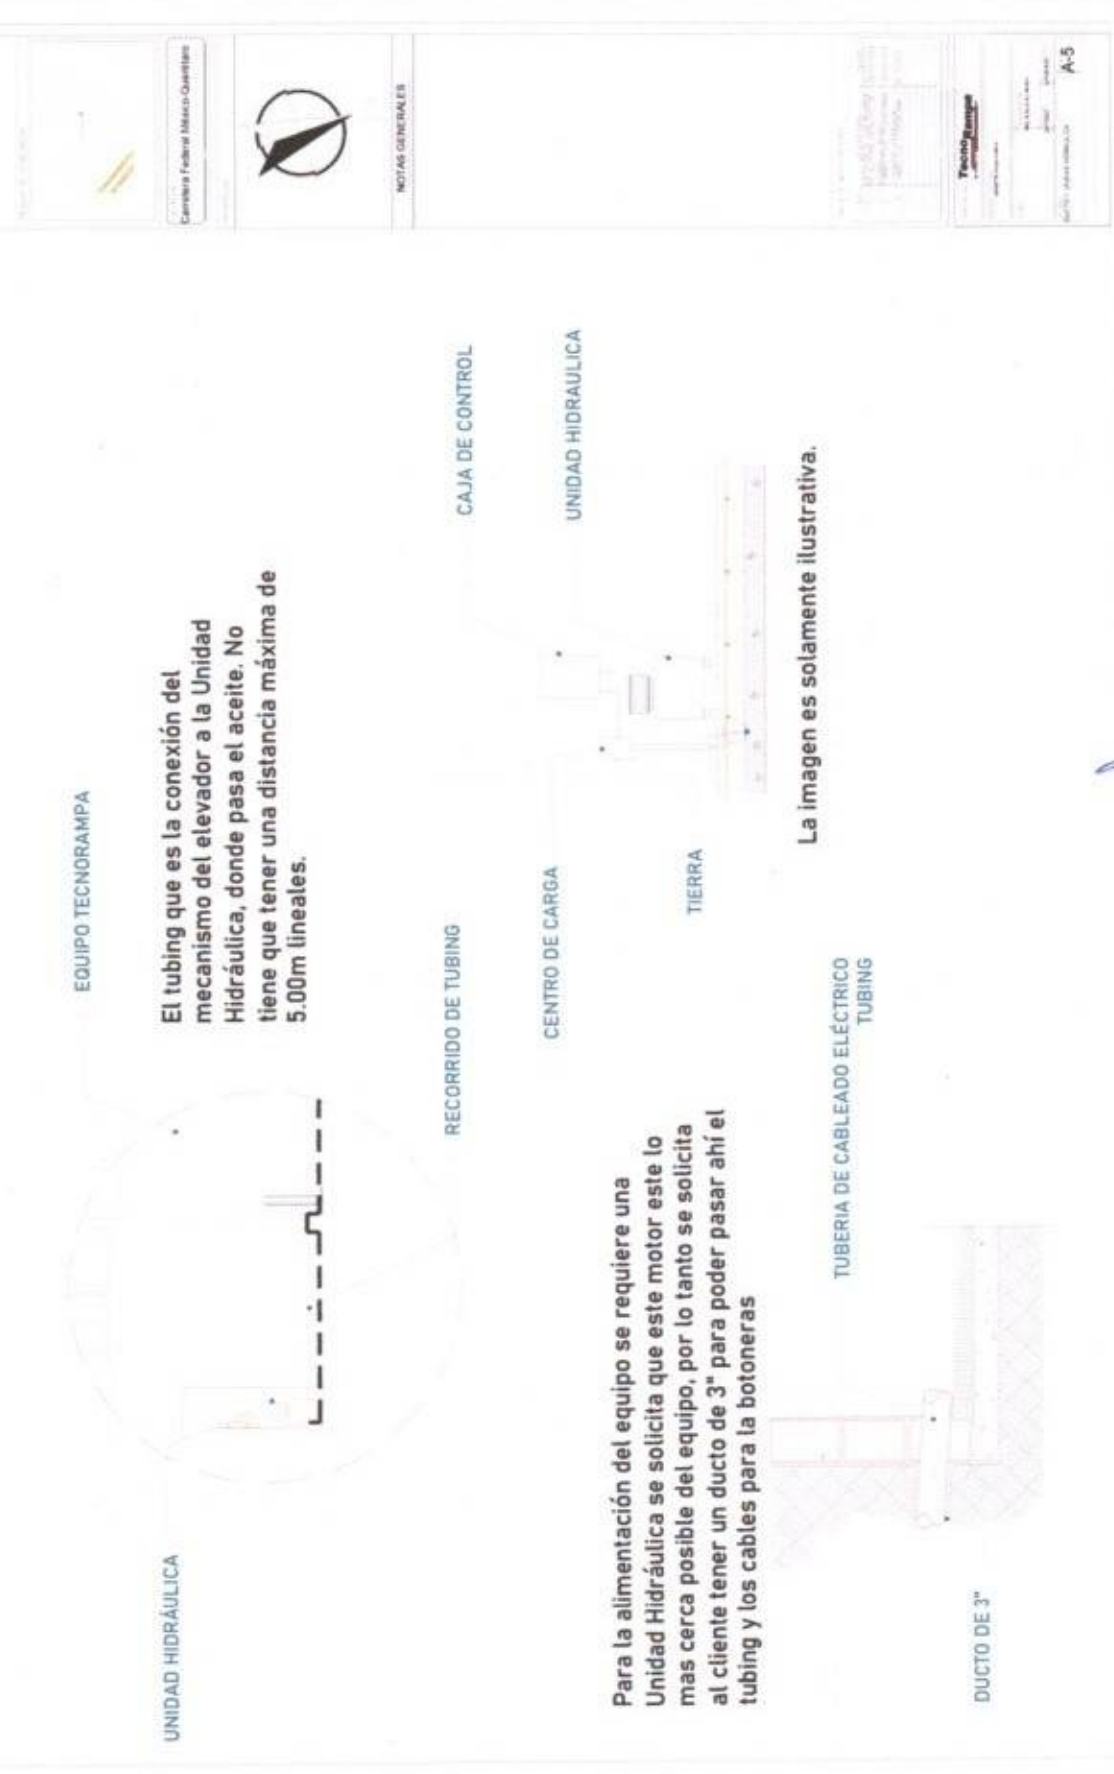 EQUIPO TECNORAMPA
UNIDAD HIDRÁULICA
El tubing que es la conexión del
mecanismo del elevador a la Unidad
Hidráulica, donde pasa el aceite. No
tiene que tener una distancia máxima de
5.00m lineales.
RECORRIDO DE TUBING
CAJA DE CONTROL
CENTRO DE CARGA
UNIDAD HIDRAULICA
TIERRA
La imagen es solamente ilustrativa.
Para la alimentación del equipo se requiere una
Unidad Hidráulica se solicita que este motor este lo
mas cerca posible del equipo, por lo tanto se solicita
al cliente tener un ducto de 3" para poder pasar ahí el
tubing y los cables para la botoneras
TUBERIA DE CABLEADO ELÉCTRICO
TUBING
DUCTO DE 3"
Carretera Federal México-Querétaro
NOTAS GENERALES
TecnoRampa
A-5